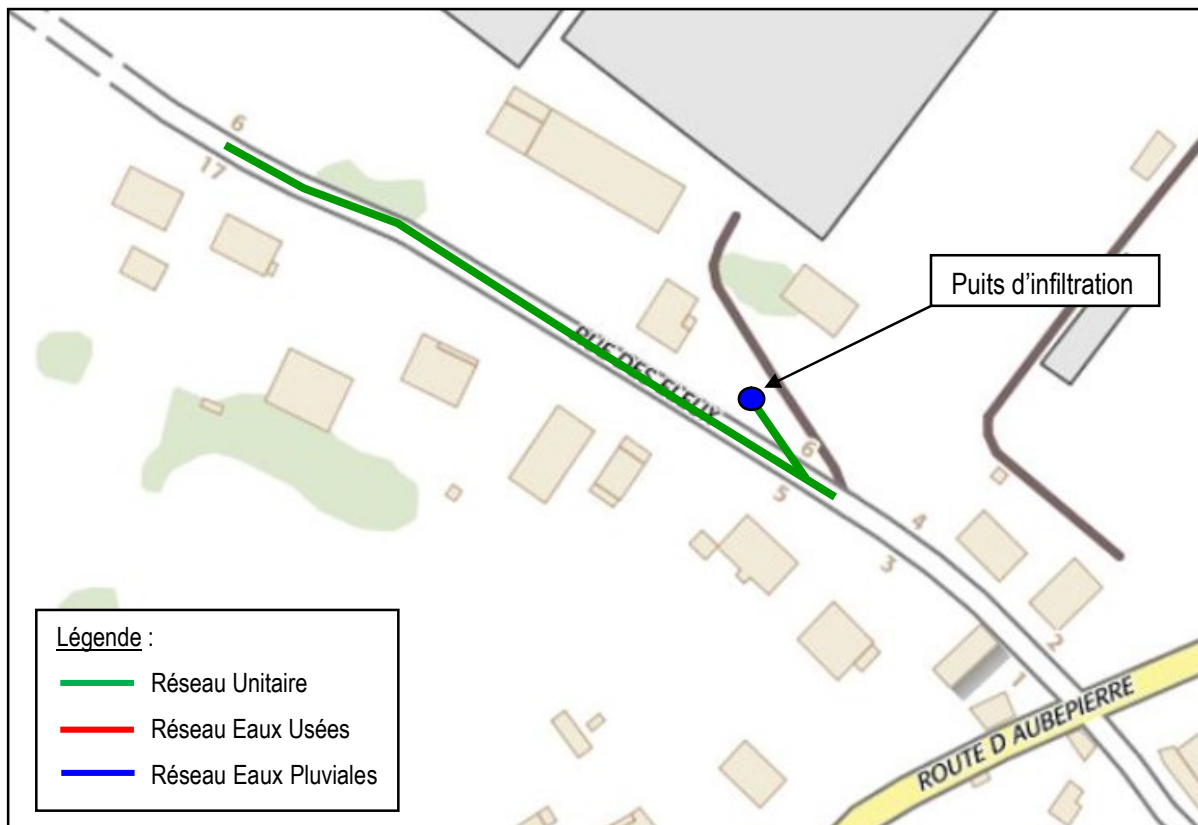 6
17
Puits d’infiltration
RUE DES
6
5
4
3
2
1
ROUTE D AUBEPIERRE
Légende :
Réseau Unitaire
Réseau Eaux Usées
Réseau Eaux Pluviales